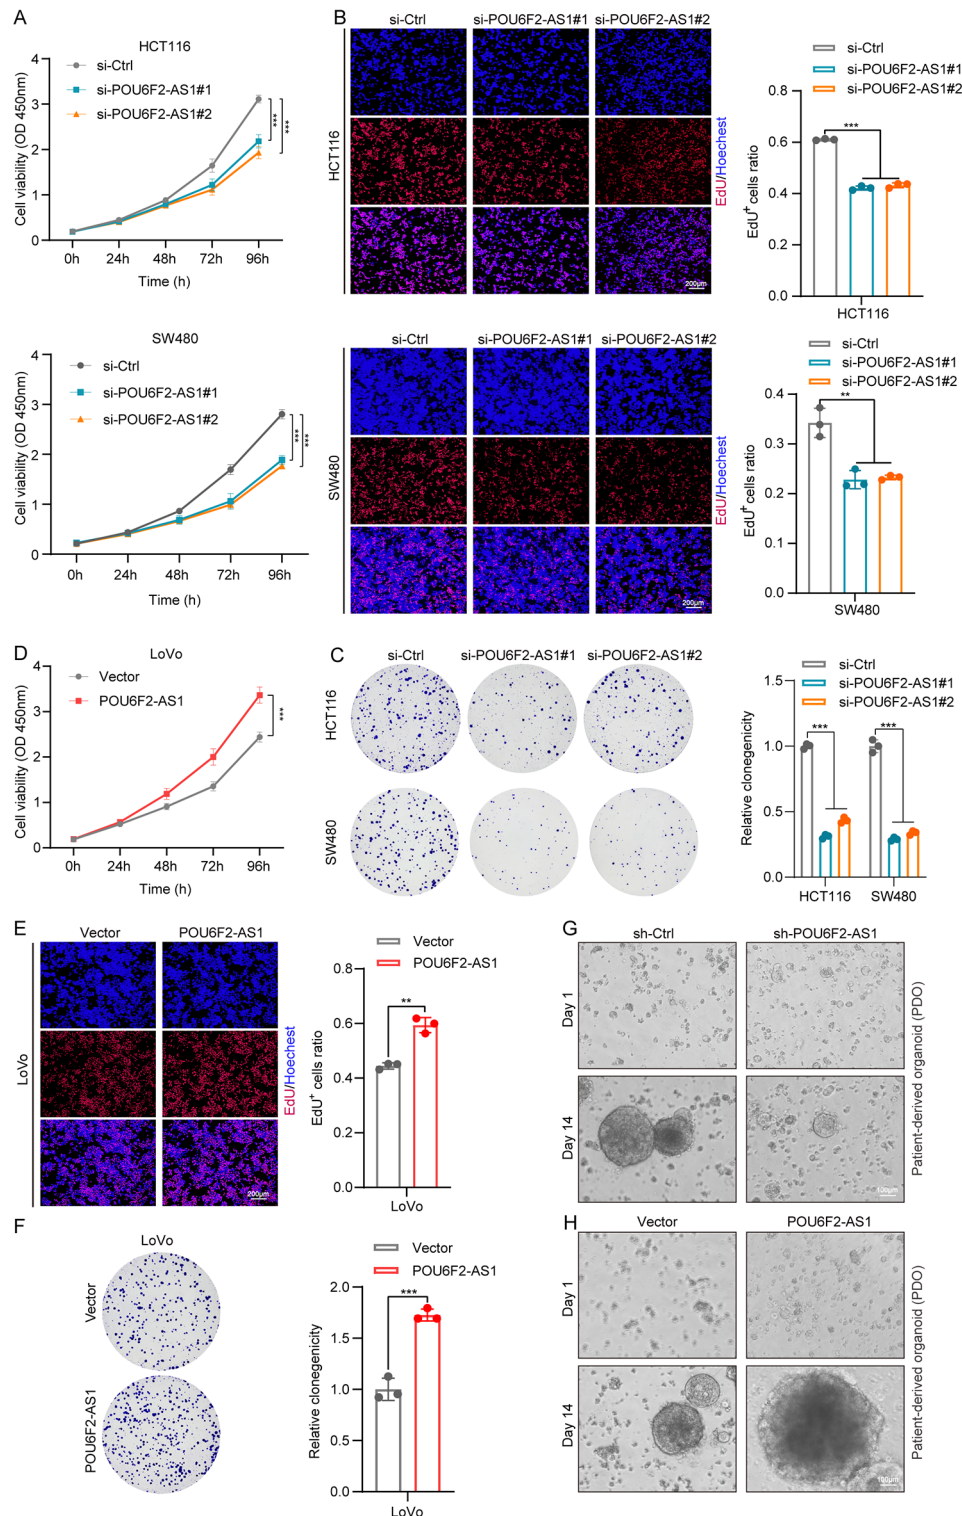 A
HCT116
si-Ctrl
si-POU6F2-AS1#1
si-POU6F2-AS1#2
***
***
Cell viability (OD 450nm)
4
3
2
1
0
0h 24h 48h 72h 96h
Time (h)
SW480
si-Ctrl
si-POU6F2-AS1#1
si-POU6F2-AS1#2
***
***
Cell viability (OD 450nm)
4
3
2
1
0
0h 24h 48h 72h 96h
Time (h)
B
si-Ctrl si-POU6F2-AS1#1 si-POU6F2-AS1#2
HCT116
EdU/Hoechest
200μm
si-Ctrl
si-POU6F2-AS1#1
si-POU6F2-AS1#2
***
EdU+ cells ratio
0.8
0.6
0.4
0.2
0.0
HCT116
si-Ctrl si-POU6F2-AS1#1 si-POU6F2-AS1#2
SW480
EdU/Hoechest
200μm
si-Ctrl
si-POU6F2-AS1#1
si-POU6F2-AS1#2
**
EdU+ cells ratio
0.4
0.3
0.2
0.0
SW480
C
si-Ctrl si-POU6F2-AS1#1 si-POU6F2-AS1#2
HCT116
SW480
si-Ctrl
si-POU6F2-AS1#1
si-POU6F2-AS1#2
*** ***
Relative clonegenicity
1.5
1.0
0.5
0.0
HCT116 SW480
D
LoVo
Vector
POU6F2-AS1
***
Cell viability (OD 450nm)
4
3
2
1
0
0h 24h 48h 72h 96h
Time (h)
E
Vector POU6F2-AS1
LoVo
EdU/Hoechest
200μm
Vector
POU6F2-AS1
**
EdU+ cells ratio
0.8
0.6
0.4
0.2
0.0
LoVo
F
LoVo
Vector
POU6F2-AS1
Vector
POU6F2-AS1
***
Relative clonegenicity
2.0
1.5
1.0
0.5
0.0
LoVo
G
sh-Ctrl sh-POU6F2-AS1
Day 1
Day 14
100μm
Patient-derived organoid (PDO)
H
Vector POU6F2-AS1
Day 1
Day 14
100μm
Patient-derived organoid (PDO)